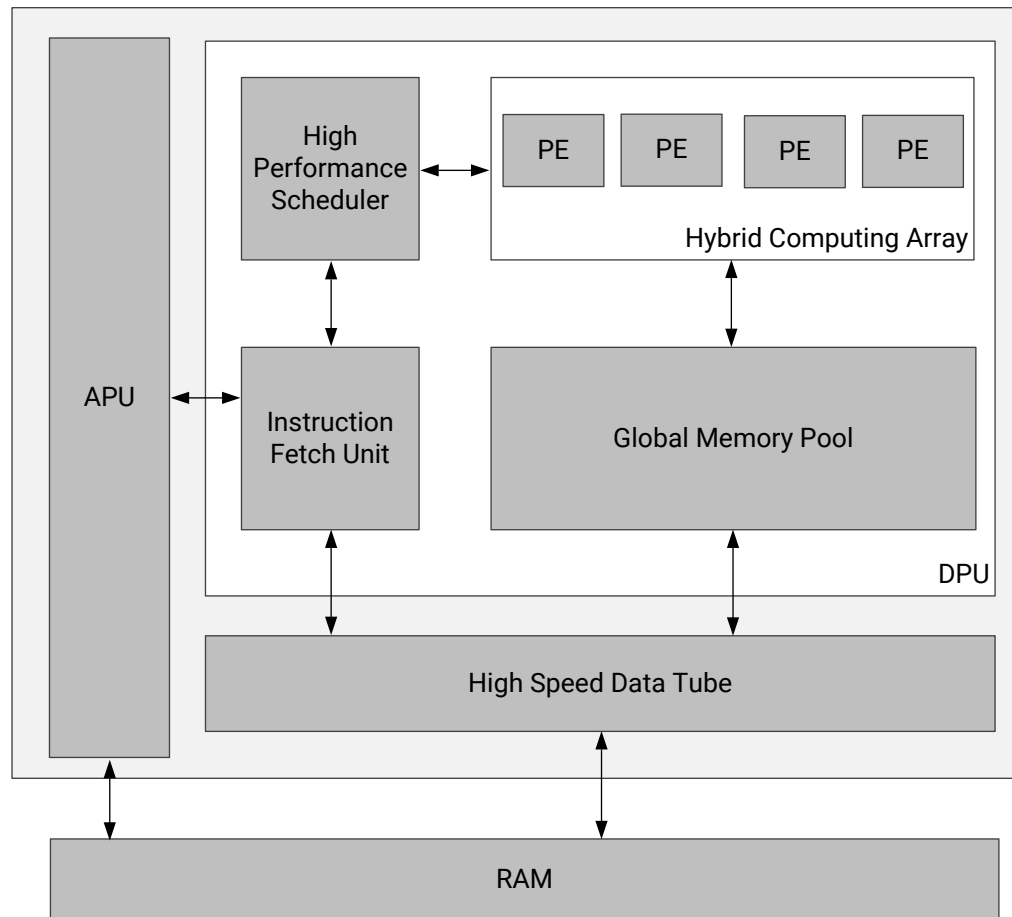 High
Performance
Scheduler
PE
PE
PE
PE
Hybrid Computing Array
APU
Instruction
Fetch Unit
Global Memory Pool
DPU
High Speed Data Tube
RAM